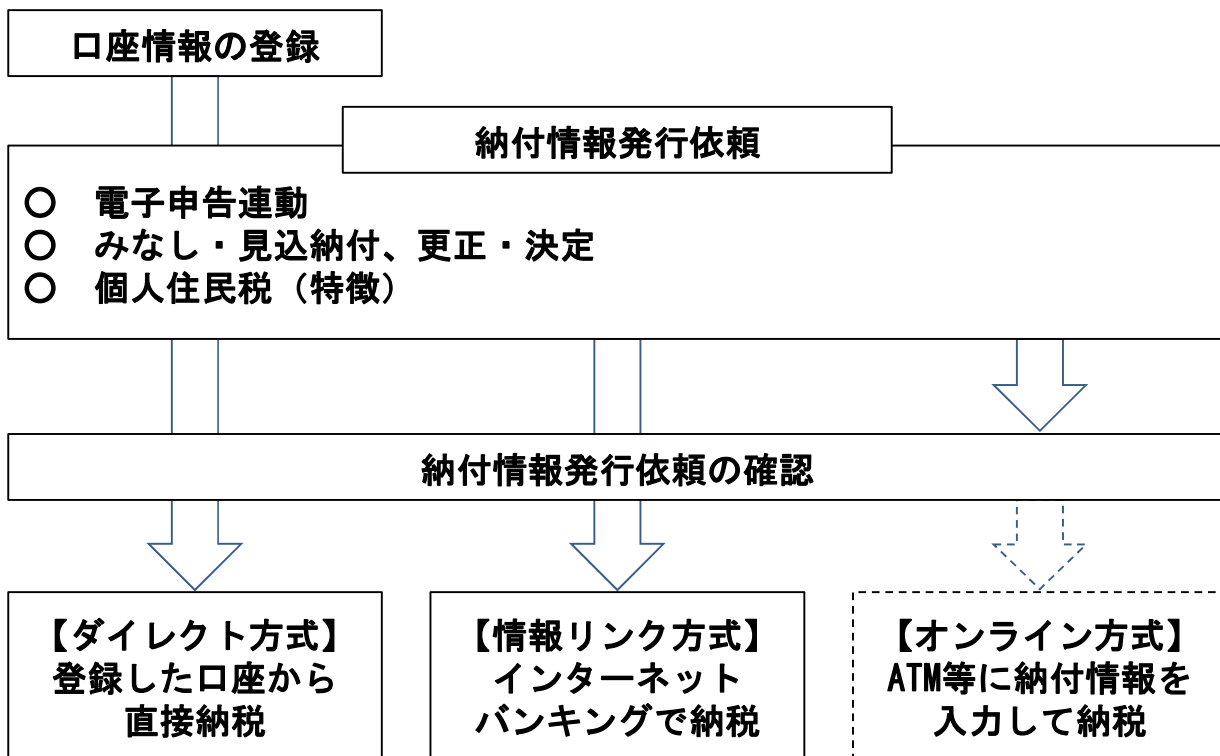 口座情報の登録
納付情報発行依頼
○ 電子申告連動
○ みなし・見込納付、更正・決定
○ 個人住民税（特徴）
納付情報発行依頼の確認
【ダイレクト方式】
登録した口座から
直接納税
【情報リンク方式】
インターネット
バンキングで納税
【オンライン方式】
ATM等に納付情報を
入力して納税